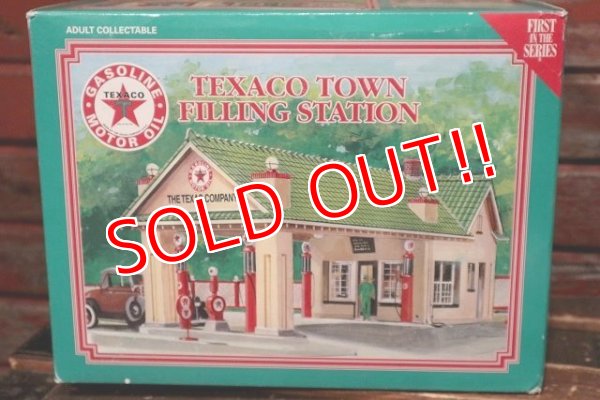 ADULT COLLECTABLE
FIRST
IN THE
SERIES
GASOLINE
TEXACO
MOTOR OIL
TEXACO TOWN
FILLING STATION
THE TEXAS COMPANY
SOLD OUT!!